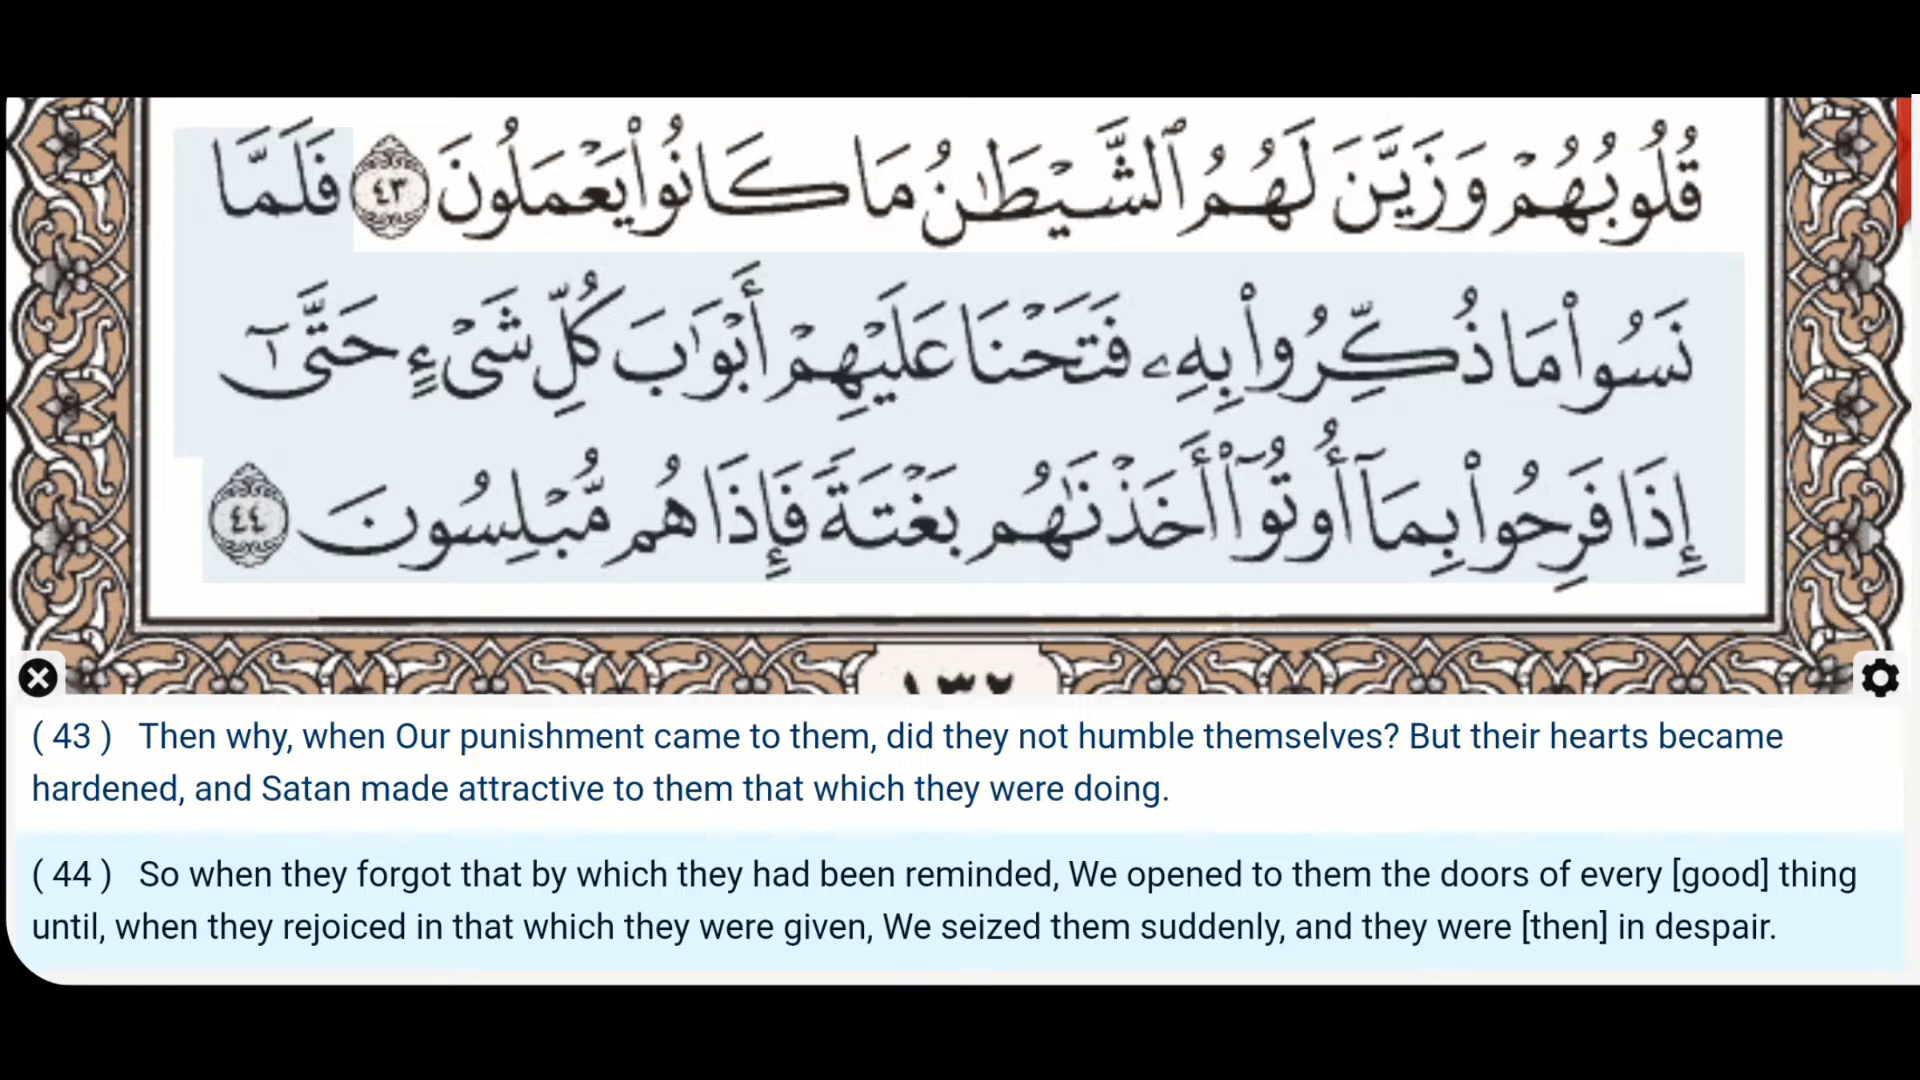 قُلُوبُهُمْ وَزَيَّنَ لَهُمُ ٱلشَّيْطَـٰنُ مَا كَانُوا۟ يَعْمَلُونَ ٤٣ فَلَمَّا
نَسُوا۟ مَا ذُكِّرُوا۟ بِهِۦ فَتَحْنَا عَلَيْهِمْ أَبْوَٰبَ كُلِّ شَىْءٍ حَتَّىٰٓ
إِذَا فَرِحُوا۟ بِمَآ أُوتُوٓا۟ أَخَذْنَـٰهُم بَغْتَةً فَإِذَا هُم مُّبْلِسُونَ ٤٤
١٣٢
( 43 ) Then why, when Our punishment came to them, did they not humble themselves? But their hearts became
hardened, and Satan made attractive to them that which they were doing.
( 44 ) So when they forgot that by which they had been reminded, We opened to them the doors of every [good] thing
until, when they rejoiced in that which they were given, We seized them suddenly, and they were [then] in despair.